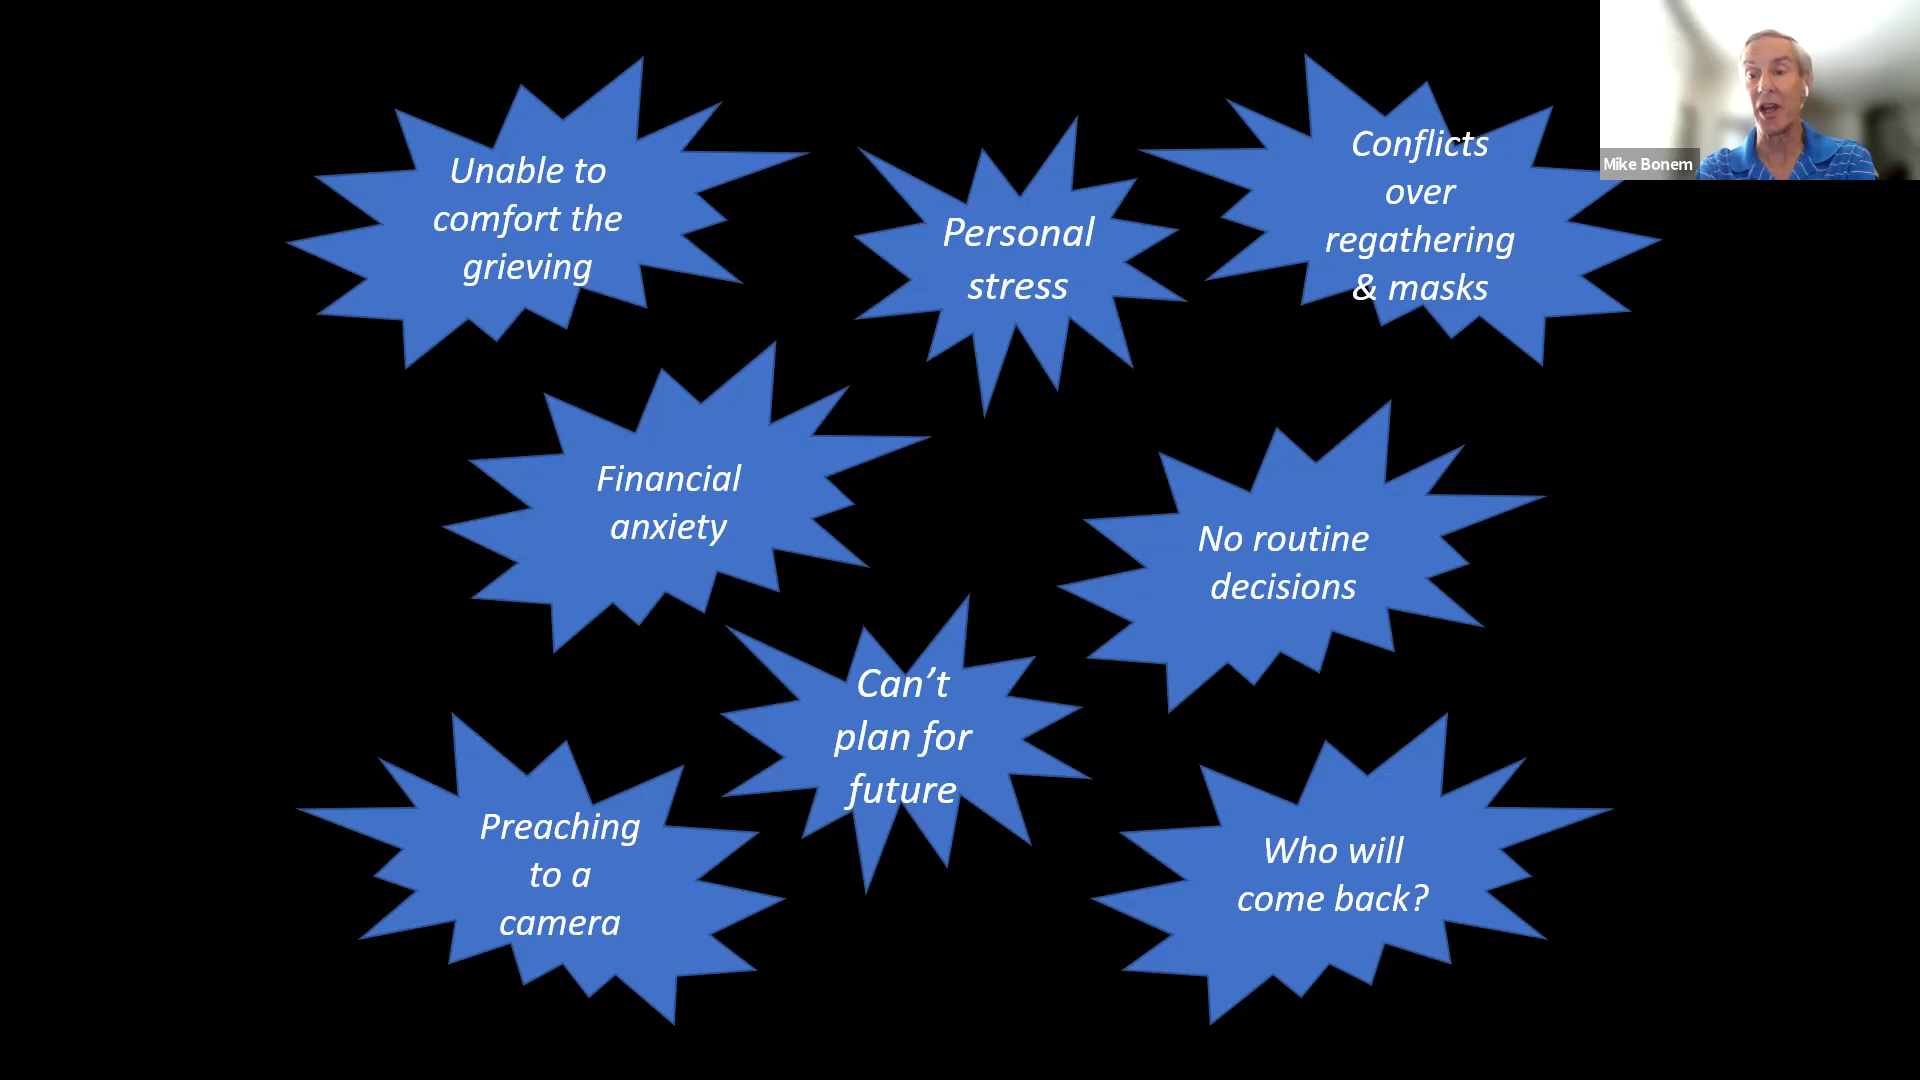 Unable to
comfort the
grieving
Personal
stress
Conflicts
over
regathering
& masks
Mike Bonem
Financial
anxiety
No routine
decisions
Can’t
plan for
future
Preaching
to a
camera
Who will
come back?